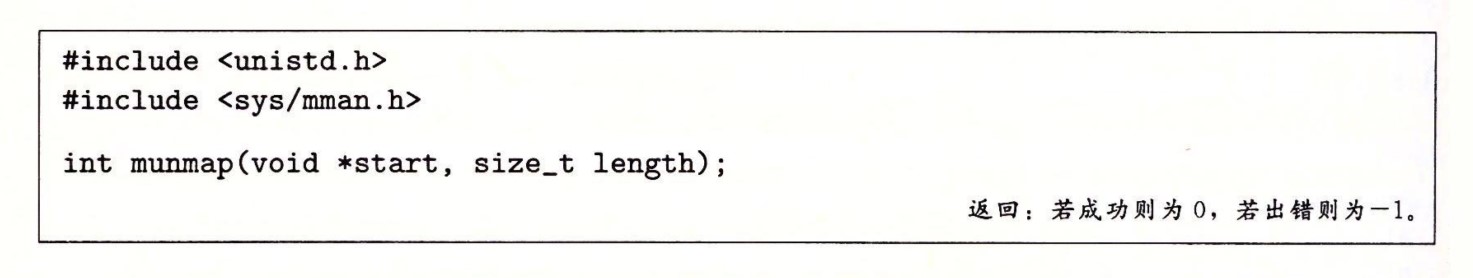 #include <unistd.h>
#include <sys/mman.h>
int munmap(void *start, size_t length);
返回：若成功则为 0，若出错则为－1。